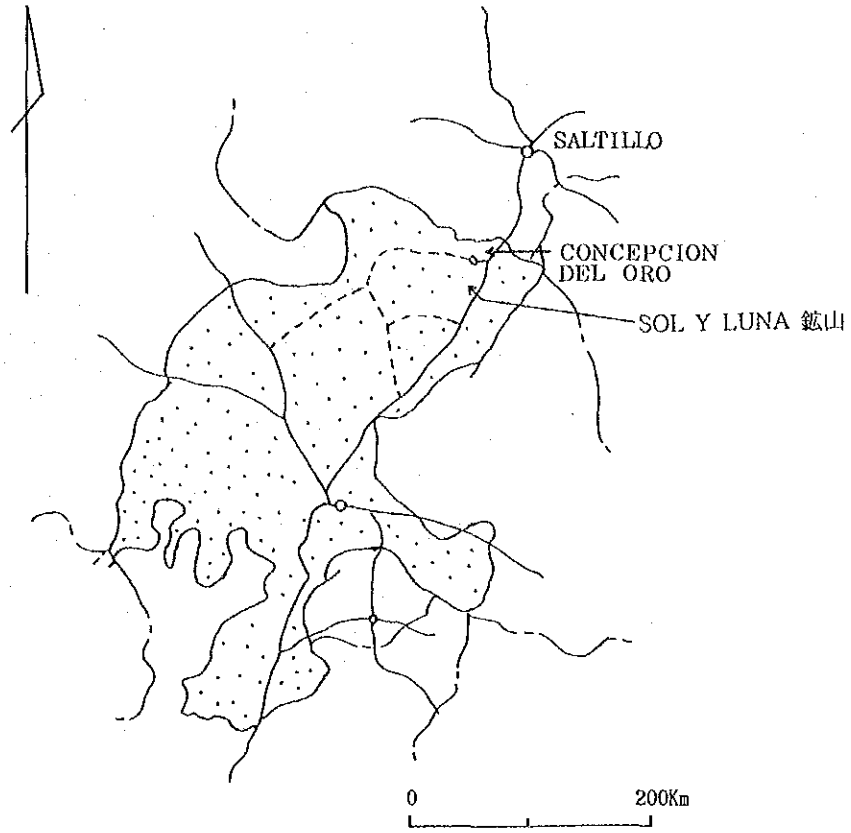 SALTILLO
CONCEPCION
DEL ORO
SOL Y LUNA 鉱山
0 200Km